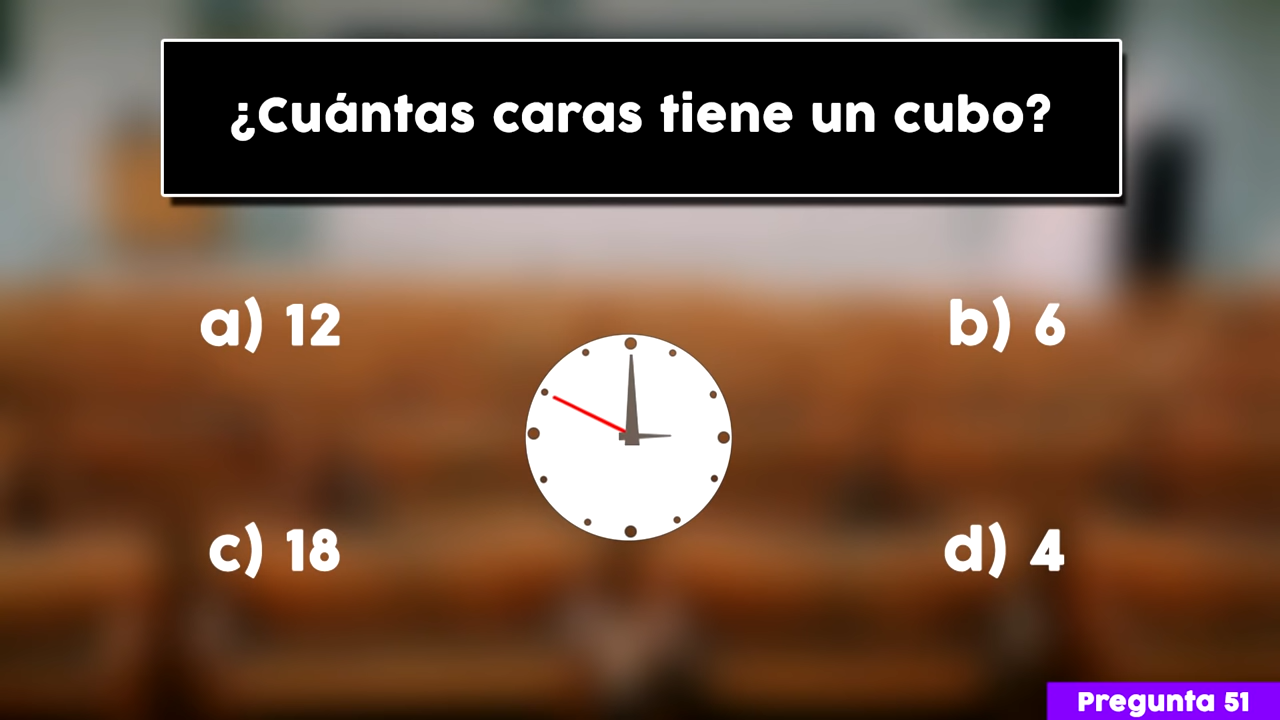 ¿Cuántas caras tiene un cubo?
a) 12
b) 6
c) 18
d) 4
Pregunta 51